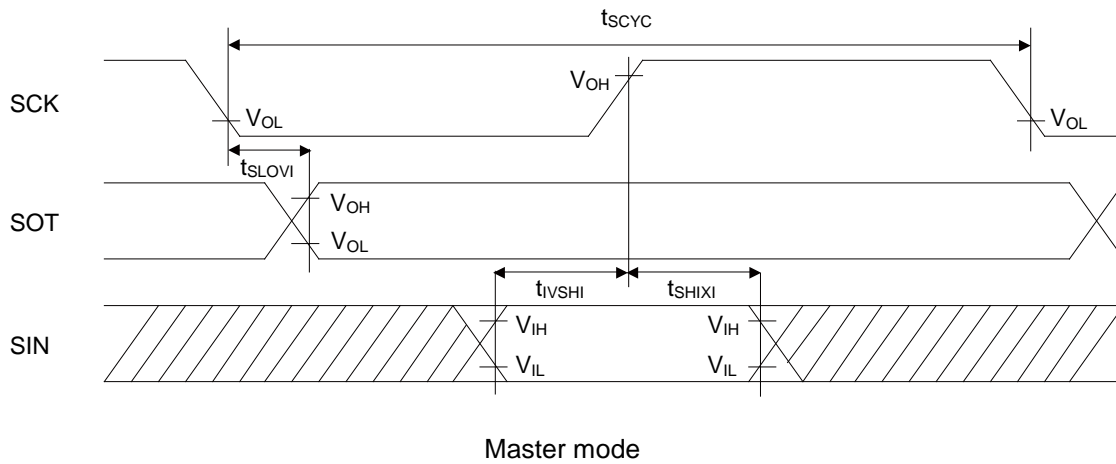 tSCYC
SCK
VOH
VOL
VOL
tSLOVI
SOT
VOH
VOL
tIVSHI
tSHIXI
SIN
VIH
VIH
VIL
VIL
Master mode